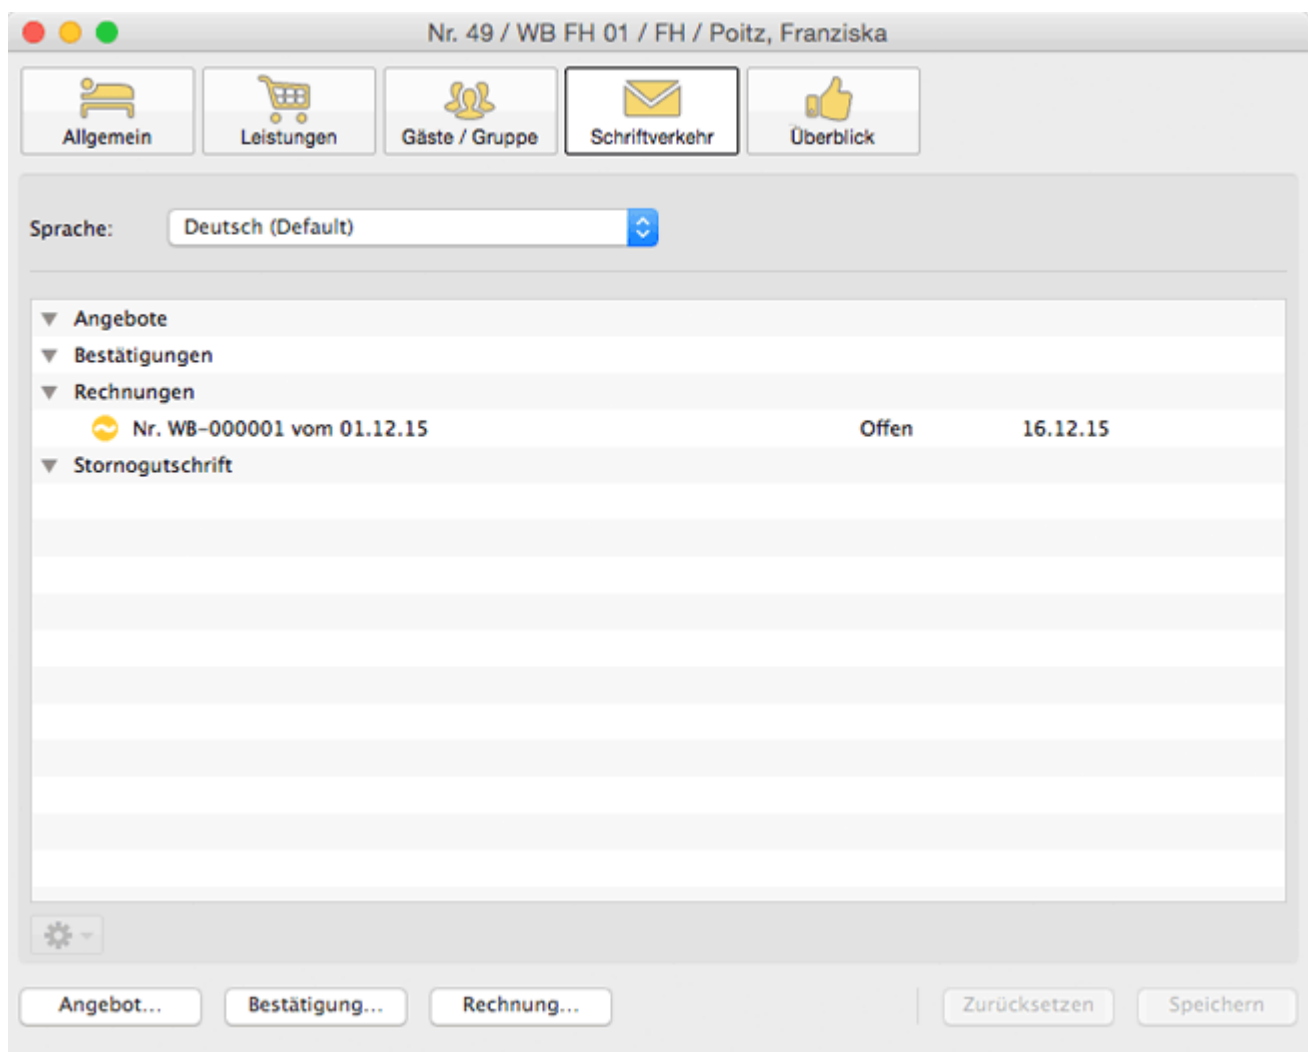 Nr. 49 / WB FH 01 / FH / Poitz, Franziska
Allgemein Leistungen Gäste / Gruppe Schriftverkehr Überblick
Sprache: Deutsch (Default)
Angebote
Bestätigungen
Rechnungen
Nr. WB-000001 vom 01.12.15 Offen 16.12.15
Stornogutschrift
Angebot... Bestätigung... Rechnung... Zurücksetzen Speichern